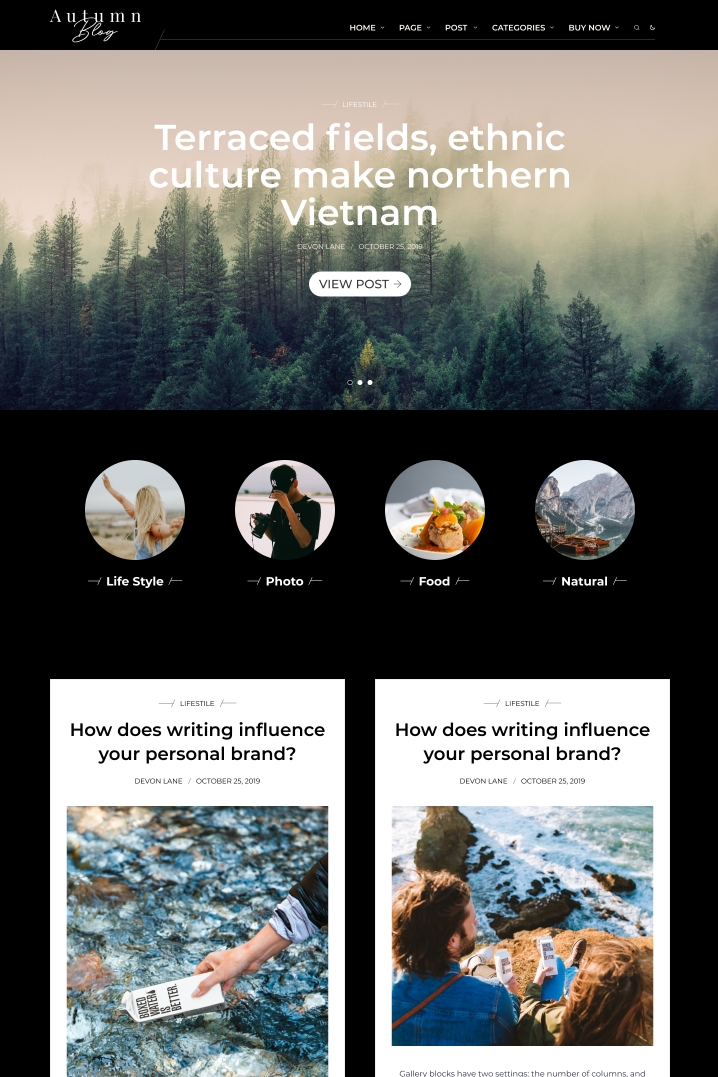 Autumn
Blog
HOME PAGE POST CATEGORIES BUY NOW
LIFESTILE
Terraced fields, ethnic
culture make northern
Vietnam
DEVON LANE / OCTOBER 25, 2019
VIEW POST →
Life Style
Photo
Food
Natural
LIFESTILE
How does writing influence
your personal brand?
DEVON LANE / OCTOBER 25, 2019
BOXED
WATER
IS
BETTER.
LIFESTILE
How does writing influence
your personal brand?
DEVON LANE / OCTOBER 25, 2019
Gallery blocks have two settings: the number of columns, and